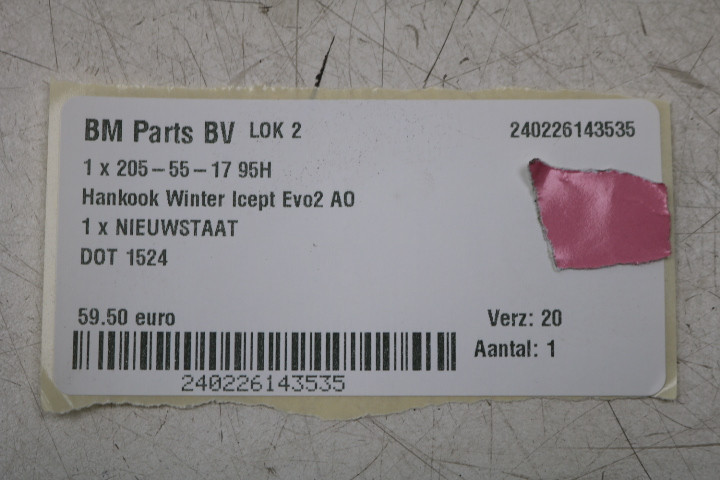 BM Parts BV LOK 2 240226143535
1 x 205-55-17 95H
Hankook Winter Icept Evo2 AO
1 x NIEUWSTAAT
DOT 1524
59.50 euro Verz: 20
Aantal: 1
240226143535